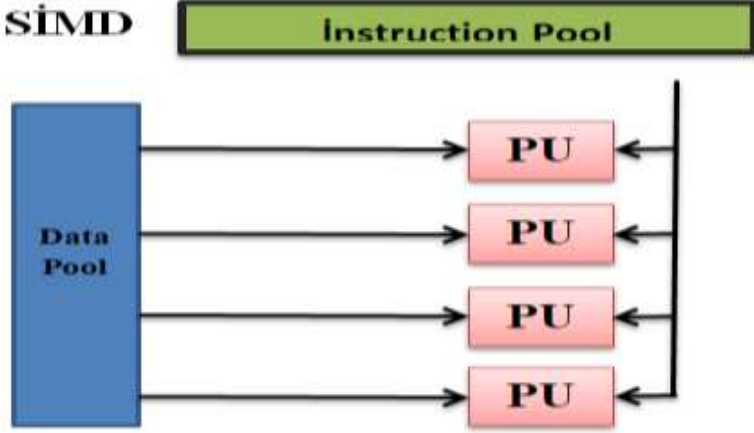 SİMD
İnstruction Pool
Data
Pool
PU
PU
PU
PU